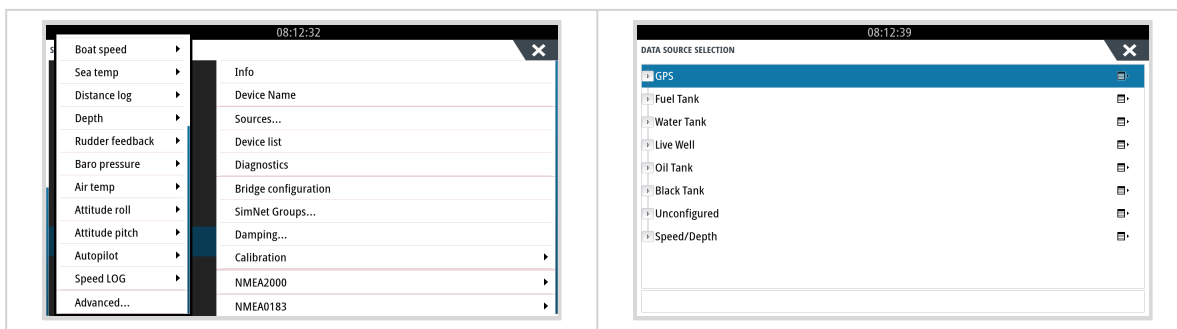 08:12:32
S
Boat speed
Sea temp
Distance log
Depth
Rudder feedback
Baro pressure
Air temp
Attitude roll
Attitude pitch
Autopilot
Speed LOG
Advanced...
Info
Device Name
Sources...
Device list
Diagnostics
Bridge configuration
SimNet Groups...
Damping...
Calibration
NMEA2000
NMEA0183
08:12:39
DATA SOURCE SELECTION
GPS
Fuel Tank
Water Tank
Live Well
Oil Tank
Black Tank
Unconfigured
Speed/Depth